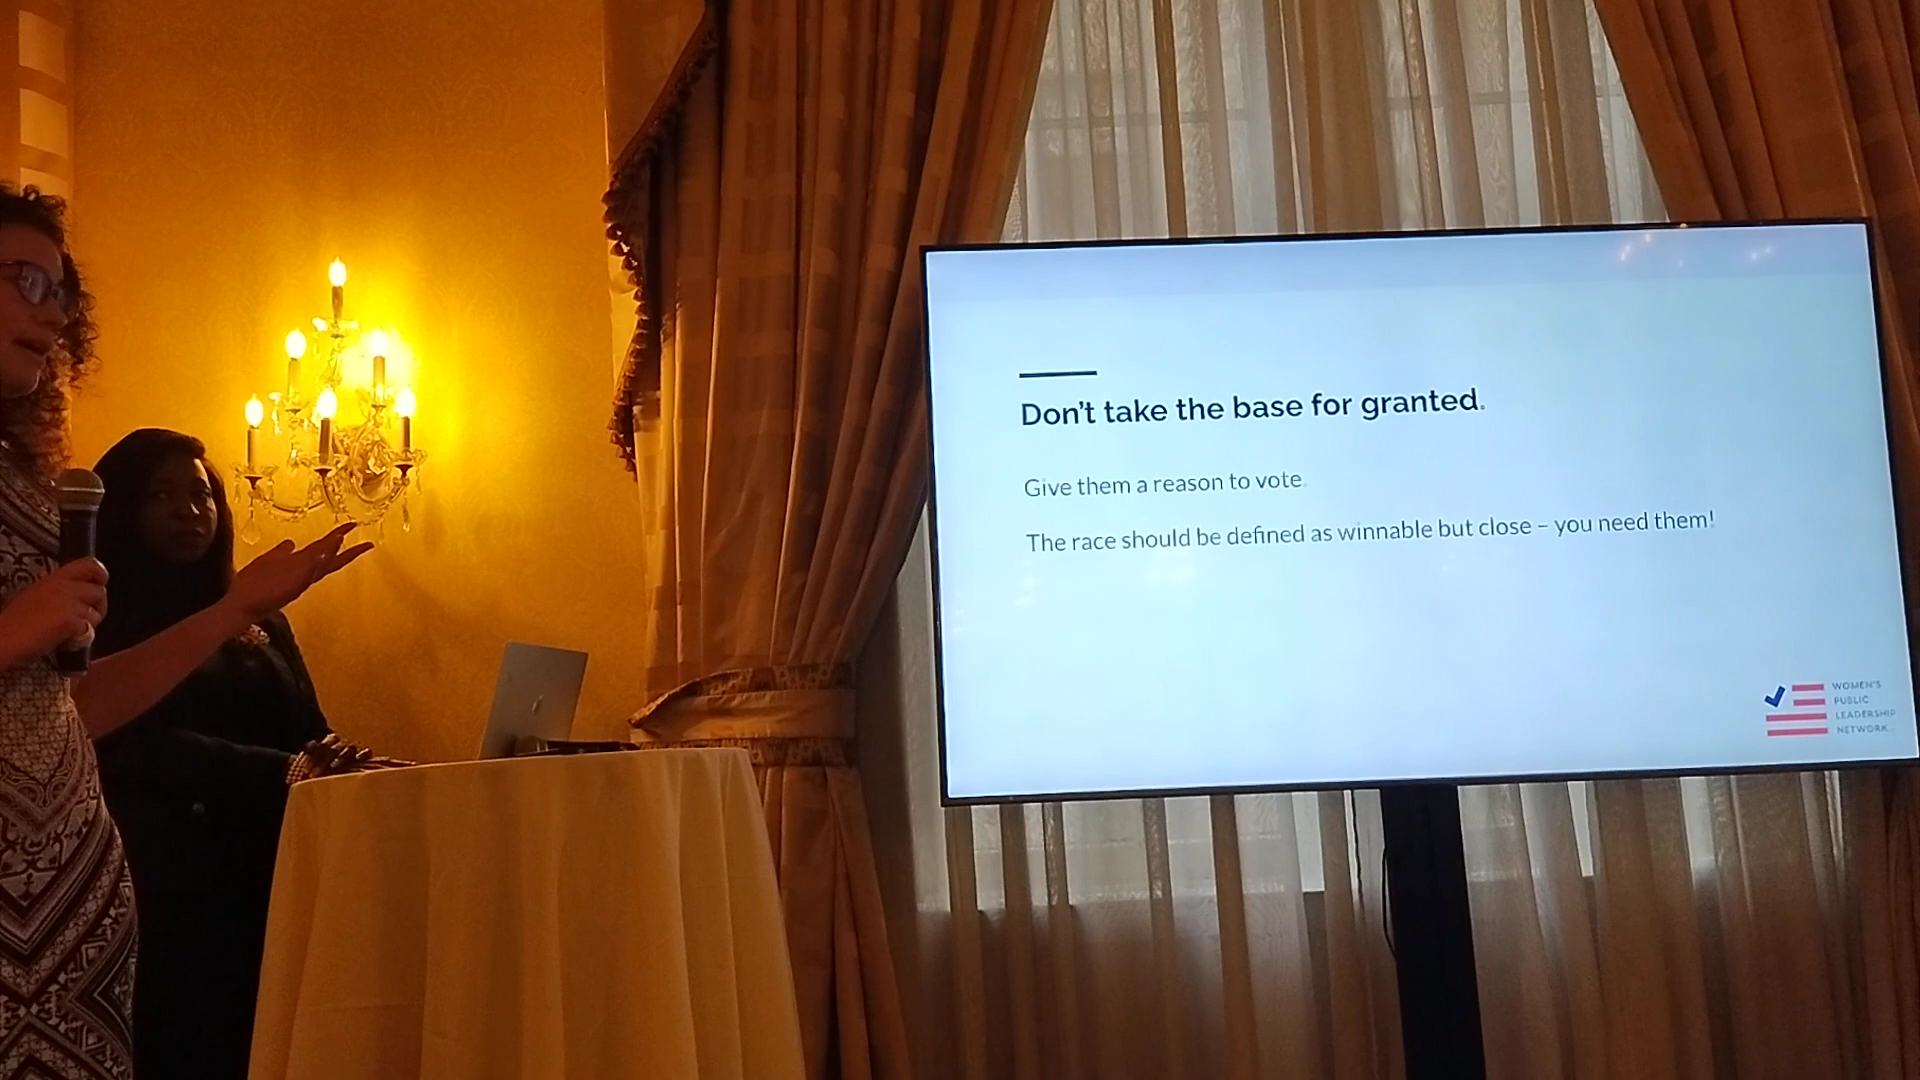 Don't take the base for granted.
Give them a reason to vote.
The race should be defined as winnable but close – you need them!
WOMEN'S
PUBLIC
LEADERSHIP
NETWORK